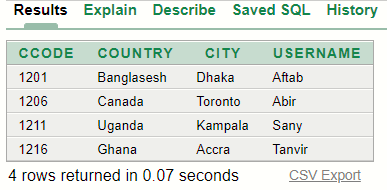 Results Explain Describe Saved SQL History
CCODE COUNTRY CITY USERNAME
1201 Banglasesh Dhaka Aftab
1206 Canada Toronto Abir
1211 Uganda Kampala Sany
1216 Ghana Accra Tanvir
4 rows returned in 0.07 seconds CSV Export